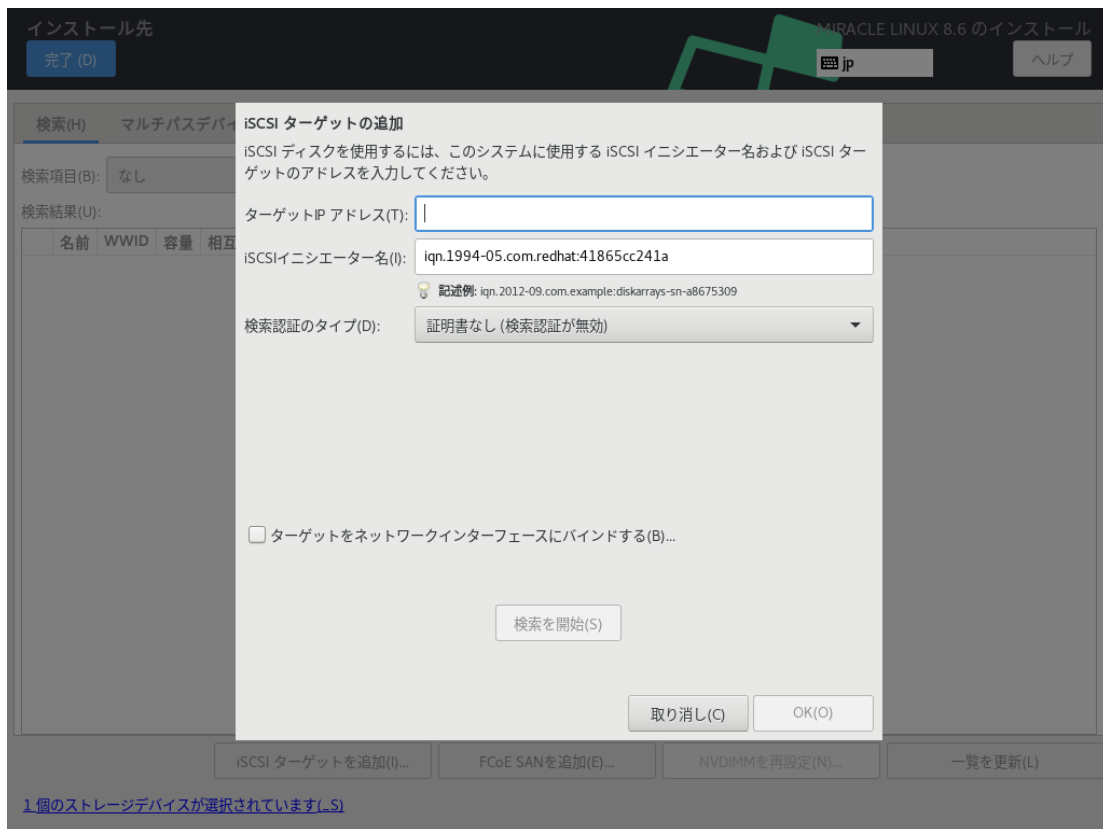 インストール先
MIRACLE LINUX 8.6 のインストール
完了 (D)
jp
ヘルプ
検索(H)
マルチパスデバイ
検索項目(B):
なし
検索結果(U):
名前 WWID 容量 相互
iSCSI ターゲットの追加
iSCSI ディスクを使用するには、このシステムに使用する iSCSI イニシエーター名および iSCSI ター
ゲットのアドレスを入力してください。
ターゲットIP アドレス(T):
iSCSIイニシエーター名(I):
iqn.1994-05.com.redhat:41865cc241a
記述例: iqn.2012-09.com.example:diskarrays-sn-a8675309
検索認証のタイプ(D):
証明書なし (検索認証が無効)
ターゲットをネットワークインターフェースにバインドする(B)...
検索を開始(S)
取り消し(C)
OK(O)
iSCSI ターゲットを追加(I)...
FCoE SANを追加(E)...
NVDIMMを再設定(N)...
一覧を更新(L)
1 個のストレージデバイスが選択されています(_S)